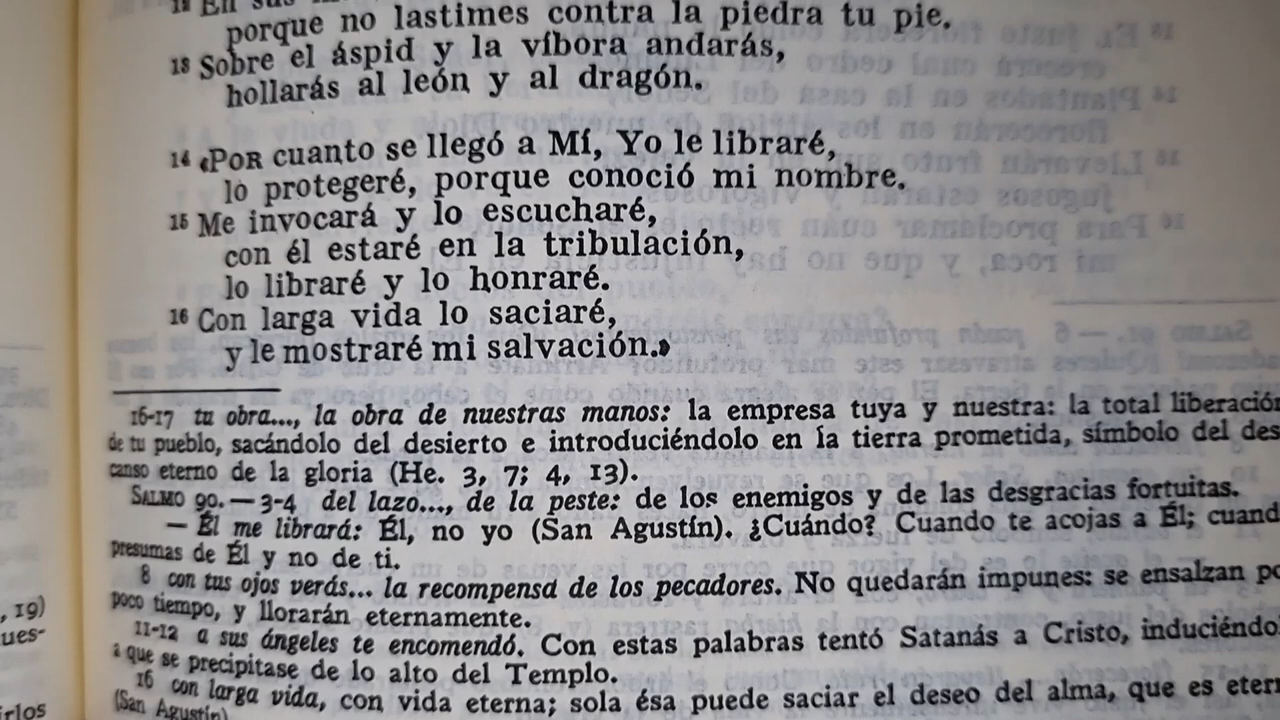 12 En sus
porque no lastimes contra la piedra tu pie.
13 Sobre el áspid y la víbora andarás,
hollarás al león y al dragón.
14 «POR cuanto se llegó a Mí, Yo le libraré,
lo protegeré, porque conoció mi nombre.
15 Me invocará y lo escucharé,
con él estaré en la tribulación,
lo libraré y lo honraré.
16 Con larga vida lo saciaré,
y le mostraré mi salvación.»
16-17 tu obra..., la obra de nuestras manos: la empresa tuya y nuestra: la total liberación
de tu pueblo, sacándolo del desierto e introduciéndolo en la tierra prometida, símbolo del des
canso eterno de la gloria (He. 3, 7; 4, 13).
SALMO 90. — 3-4 del lazo..., de la peste: de los enemigos y de las desgracias fortuitas.
— Él me librará: Él, no yo (San Agustín). ¿Cuándo? Cuando te acojas a Él; cuand
presumas de Él y no de ti.
8 con tus ojos verás... la recompensa de los pecadores. No quedarán impunes: se ensalzan po
poco tiempo, y llorarán eternamente.
11-12 a sus ángeles te encomendó. Con estas palabras tentó Satanás a Cristo, induciéndo
a que se precipitase de lo alto del Templo.
16 con larga vida, con vida eterna; sola ésa puede saciar el deseo del alma, que es etern
(San Agustín)
, 19)
ues-
irlos